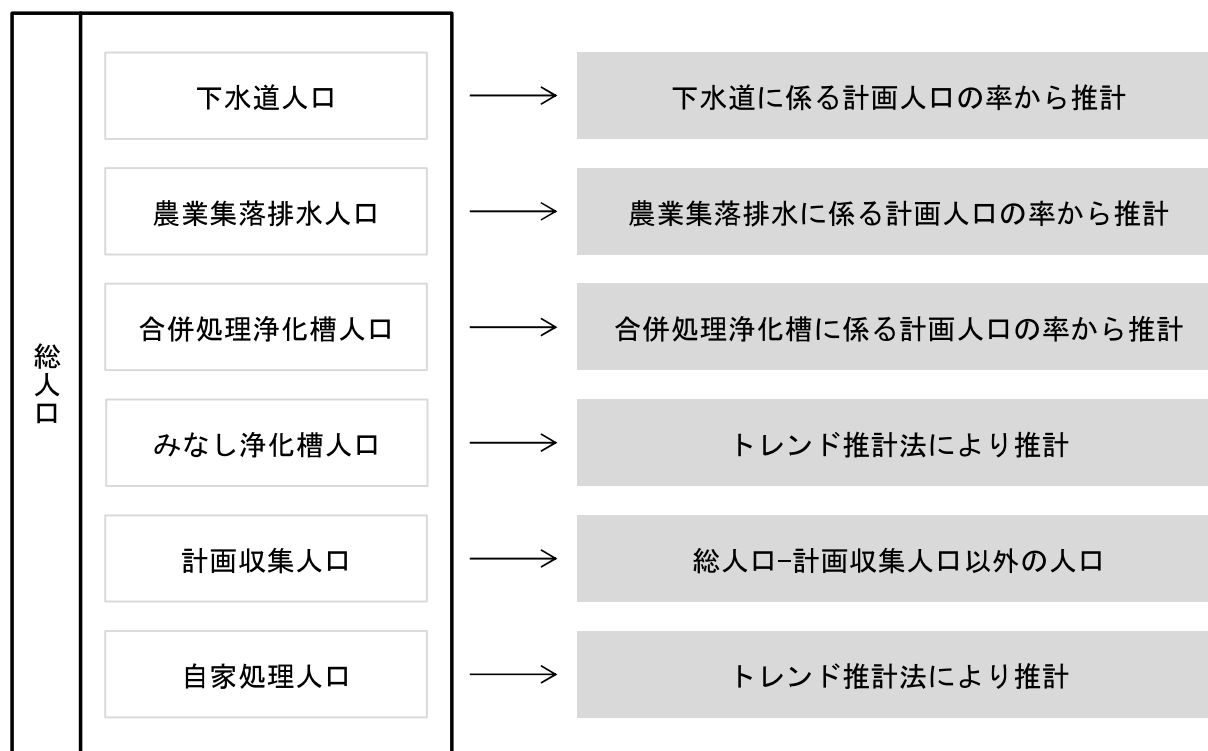 総人口
下水道人口
下水道に係る計画人口の率から推計
農業集落排水人口
農業集落排水に係る計画人口の率から推計
合併処理浄化槽人口
合併処理浄化槽に係る計画人口の率から推計
みなし浄化槽人口
トレンド推計法により推計
計画収集人口
総人口−計画収集人口以外の人口
自家処理人口
トレンド推計法により推計